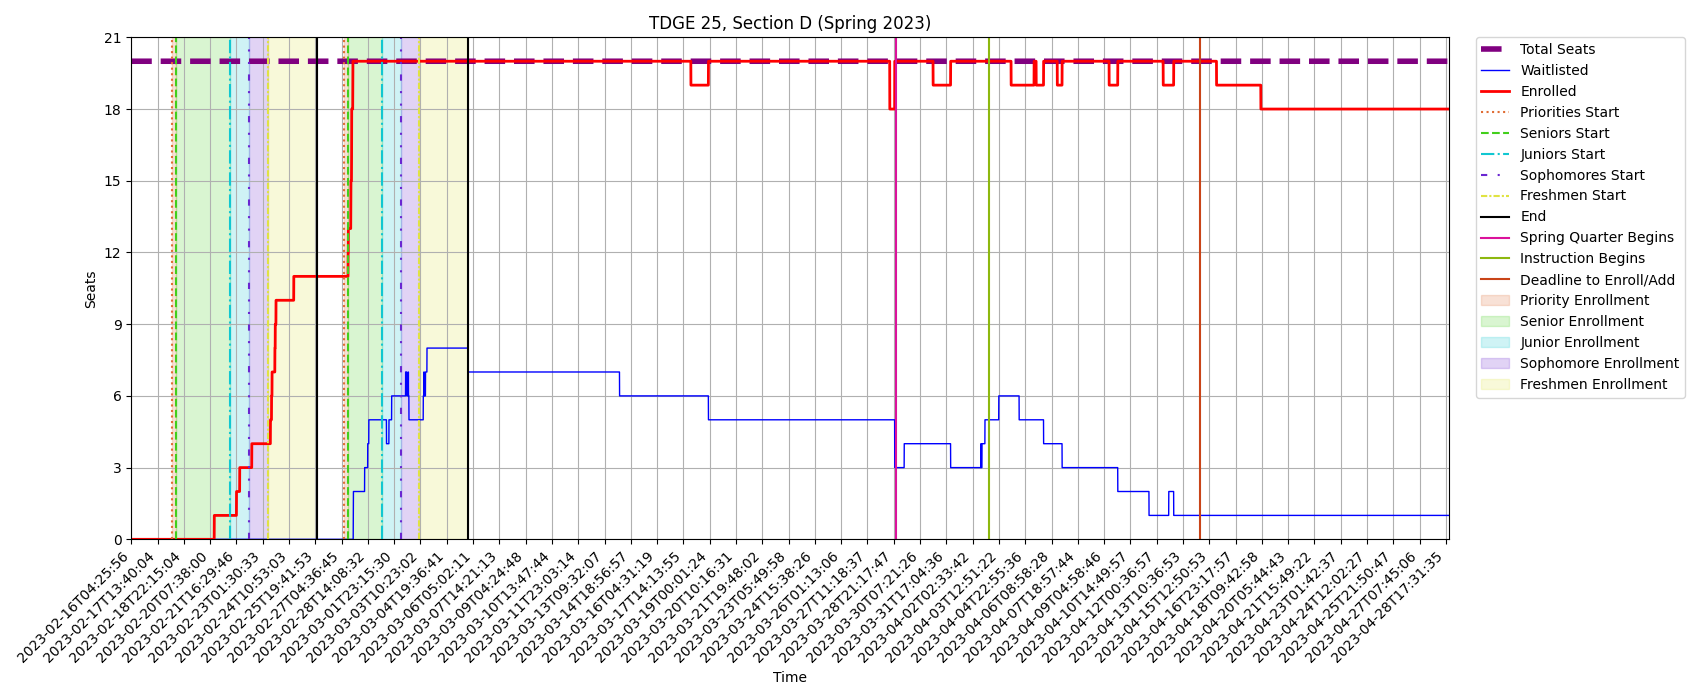 TDGE 25, Section D (Spring 2023)
21
18
15
12
9
6
3
0
Seats
2023-02-16T04:25:56
2023-02-17T13:40:04
2023-02-18T22:15:04
2023-02-20T07:38:00
2023-02-21T16:29:46
2023-02-23T01:30:33
2023-02-24T10:53:03
2023-02-25T19:41:53
2023-02-27T04:36:45
2023-02-28T14:08:32
2023-03-01T23:15:30
2023-03-03T10:23:02
2023-03-04T19:36:41
2023-03-06T05:02:11
2023-03-07T14:21:13
2023-03-09T04:24:48
2023-03-10T13:47:44
2023-03-11T23:03:14
2023-03-13T09:32:07
2023-03-14T18:56:57
2023-03-16T04:31:19
2023-03-17T14:13:55
2023-03-19T00:01:24
2023-03-20T10:16:31
2023-03-21T19:48:02
2023-03-23T05:49:58
2023-03-24T15:38:26
2023-03-26T01:13:06
2023-03-27T11:18:37
2023-03-28T21:17:47
2023-03-30T07:21:26
2023-03-31T17:04:36
2023-04-02T02:33:42
2023-04-03T12:51:22
2023-04-04T22:55:36
2023-04-06T08:58:28
2023-04-07T18:57:44
2023-04-09T04:58:46
2023-04-10T14:49:57
2023-04-12T00:36:57
2023-04-13T10:36:53
2023-04-15T12:50:53
2023-04-16T23:17:57
2023-04-18T09:42:58
2023-04-20T05:44:43
2023-04-21T15:49:22
2023-04-23T01:42:37
2023-04-24T12:02:27
2023-04-25T21:50:47
2023-04-27T07:45:06
2023-04-28T17:31:35
Time
Total Seats
Waitlisted
Enrolled
Priorities Start
Seniors Start
Juniors Start
Sophomores Start
Freshmen Start
End
Spring Quarter Begins
Instruction Begins
Deadline to Enroll/Add
Priority Enrollment
Senior Enrollment
Junior Enrollment
Sophomore Enrollment
Freshmen Enrollment